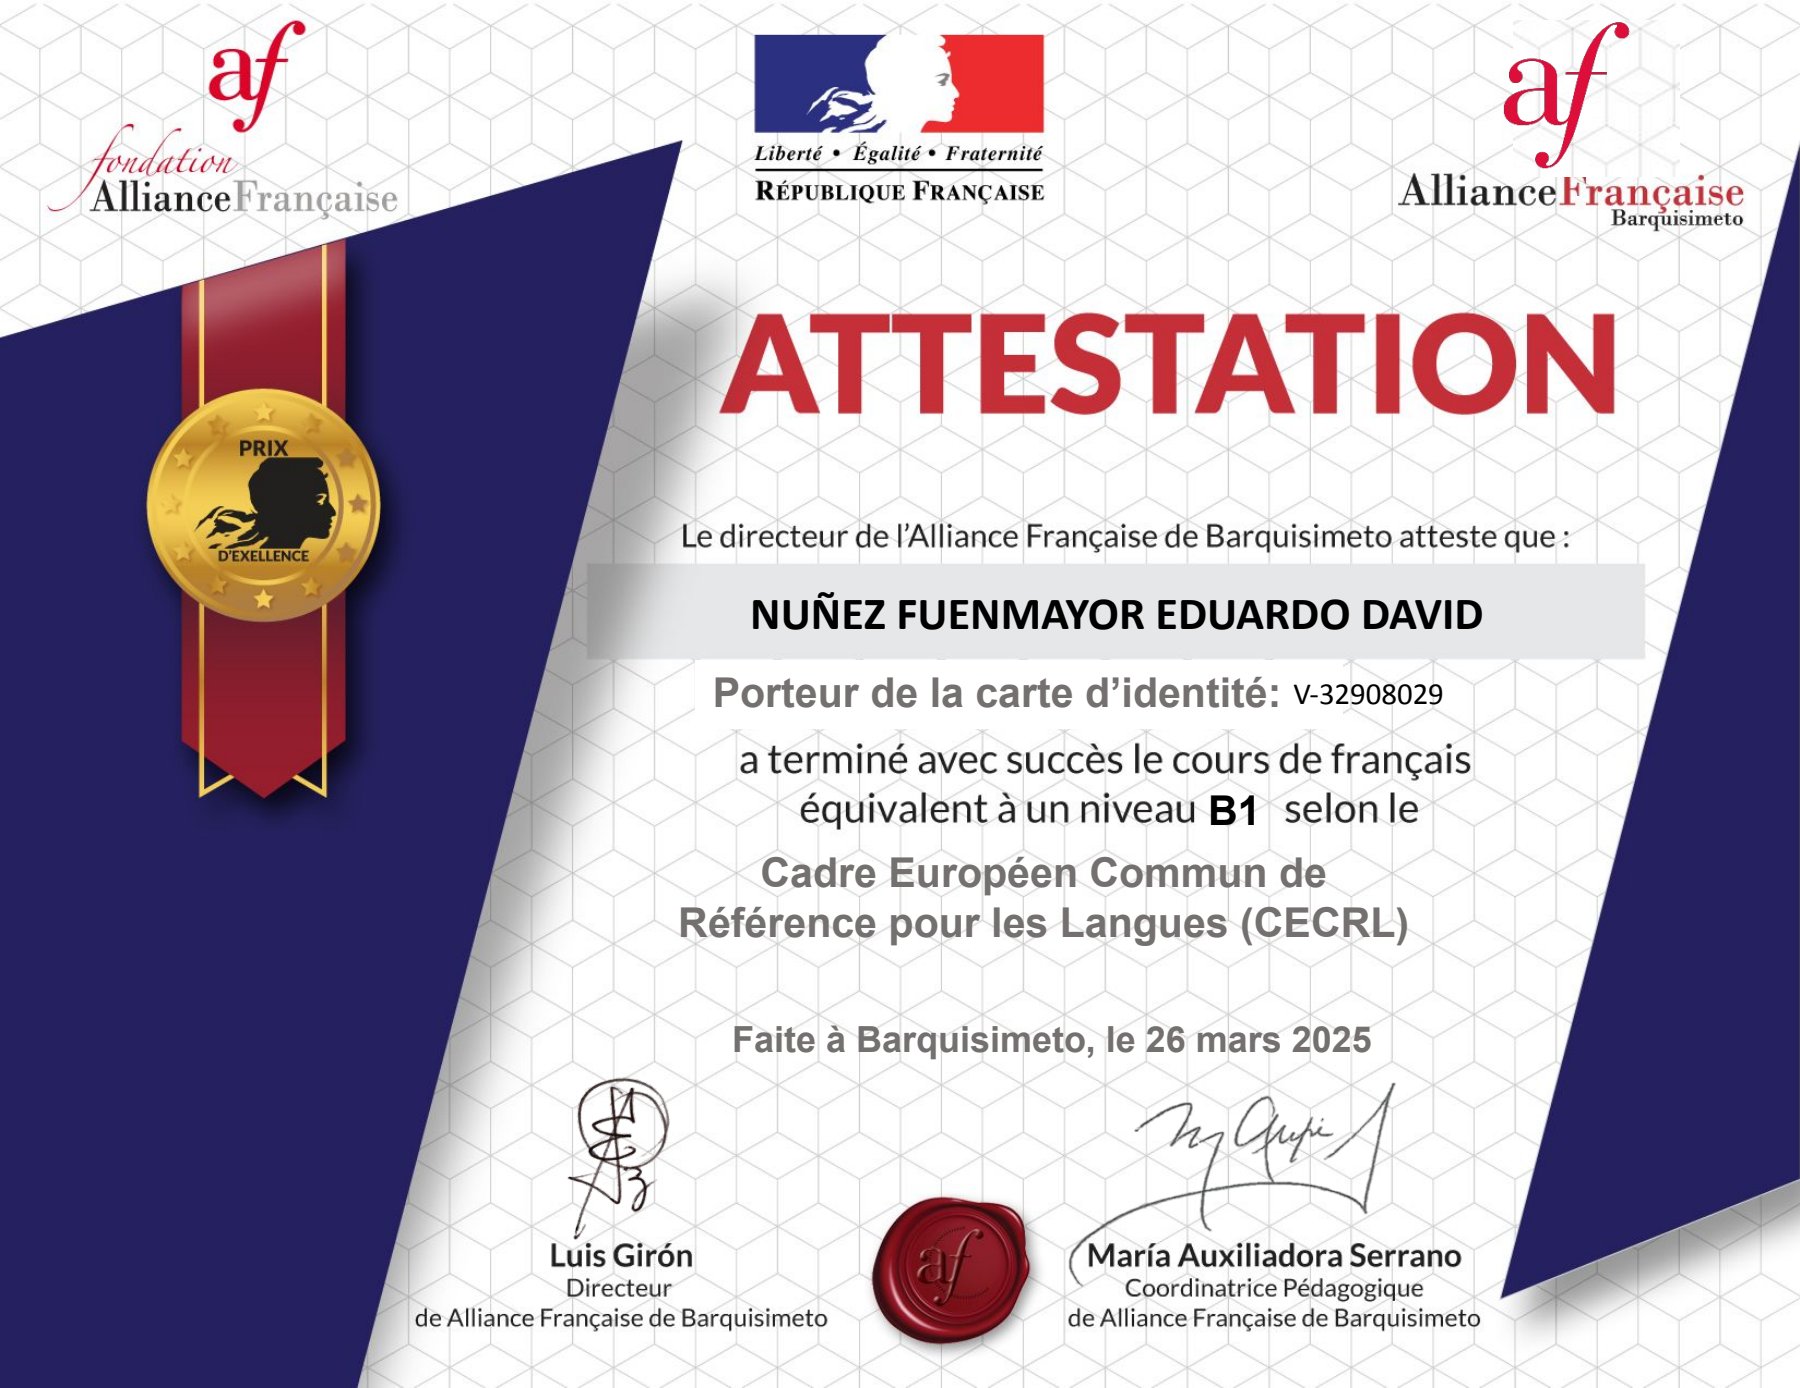 af
fondation
AllianceFrançaise
Liberté • Égalité • Fraternité
RÉPUBLIQUE FRANÇAISE
af
AllianceFrançaise
Barquisimeto
ATTESTATION
PRIX
D'EXELLENCE
Le directeur de l'Alliance Française de Barquisimeto atteste que :
NUÑEZ FUENMAYOR EDUARDO DAVID
Porteur de la carte d’identité: V-32908029
a terminé avec succès le cours de français
équivalent à un niveau B1 selon le
Cadre Européen Commun de
Référence pour les Langues (CECRL)
Faite à Barquisimeto, le 26 mars 2025
Luis Girón
Directeur
de Alliance Française de Barquisimeto
af
María Auxiliadora Serrano
Coordinatrice Pédagogique
de Alliance Française de Barquisimeto